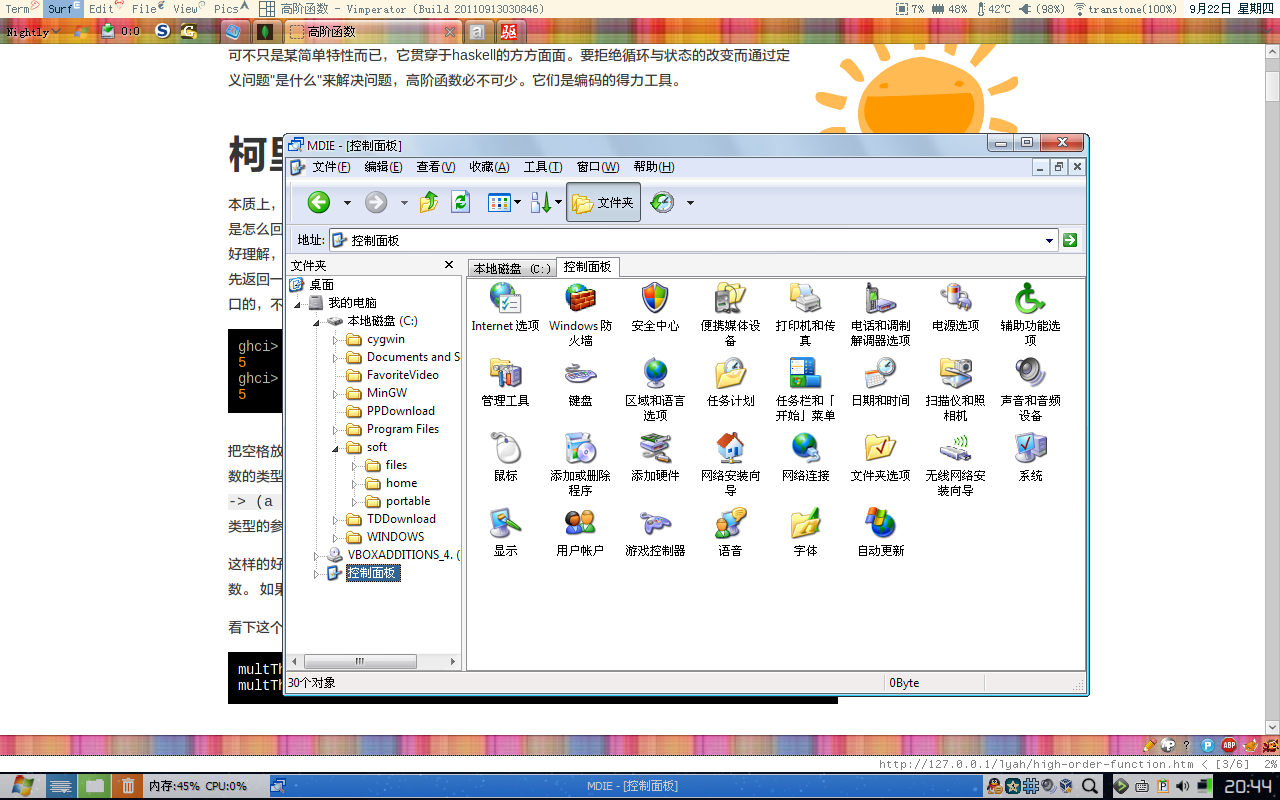 Term Surf Edit File View Pics 高阶函数 - Vimperator (Build 20110913030846) 7% 48% 42°C (98%) transtone(100%) 9月22日 星期四
Nightly 0:0 高阶函数
可不只是某简单特性而已，它贯穿于haskell的方方面面。要拒绝循环与状态的改变而通过定
义问题"是什么"来解决问题，高阶函数必不可少。它们是编码的得力工具。
MDIE - [控制面板]
文件(F) 编辑(E) 查看(V) 收藏(A) 工具(T) 窗口(W) 帮助(H)
文件夹
地址: 控制面板
文件夹
本地磁盘 (C:) 控制面板
桌面
我的电脑
本地磁盘 (C:)
cygwin
Documents and S
FavoriteVideo
MinGW
PPDownload
Program Files
soft
files
home
portable
TDDownload
WINDOWS
VBOXADDITIONS_4. (
控制面板
Internet 选项
Windows 防
火墙
安全中心
便携媒体设
备
打印机和传
真
电话和调制
解调器选项
电源选项
辅助功能选
项
管理工具
键盘
区域和语言
选项
任务计划
任务栏和「
开始」菜单
日期和时间
扫描仪和照
相机
声音和音频
设备
鼠标
添加或删除
程序
添加硬件
网络安装向
导
网络连接
文件夹选项
无线网络安
装向导
系统
显示
用户帐户
游戏控制器
语音
字体
自动更新
30个对象 0Byte
本质上，
是怎么回
好理解，
先返回一
口的，不
ghci>
5
ghci>
5
把空格放
数的类型
-> (a
类型的参
这样的好
数。 如果
看下这个
multTh
multTh
http://127.0.0.1/lyah/high-order-function.htm < [3/6] 2%
内存:45% CPU:0% MDIE - [控制面板] 20:44